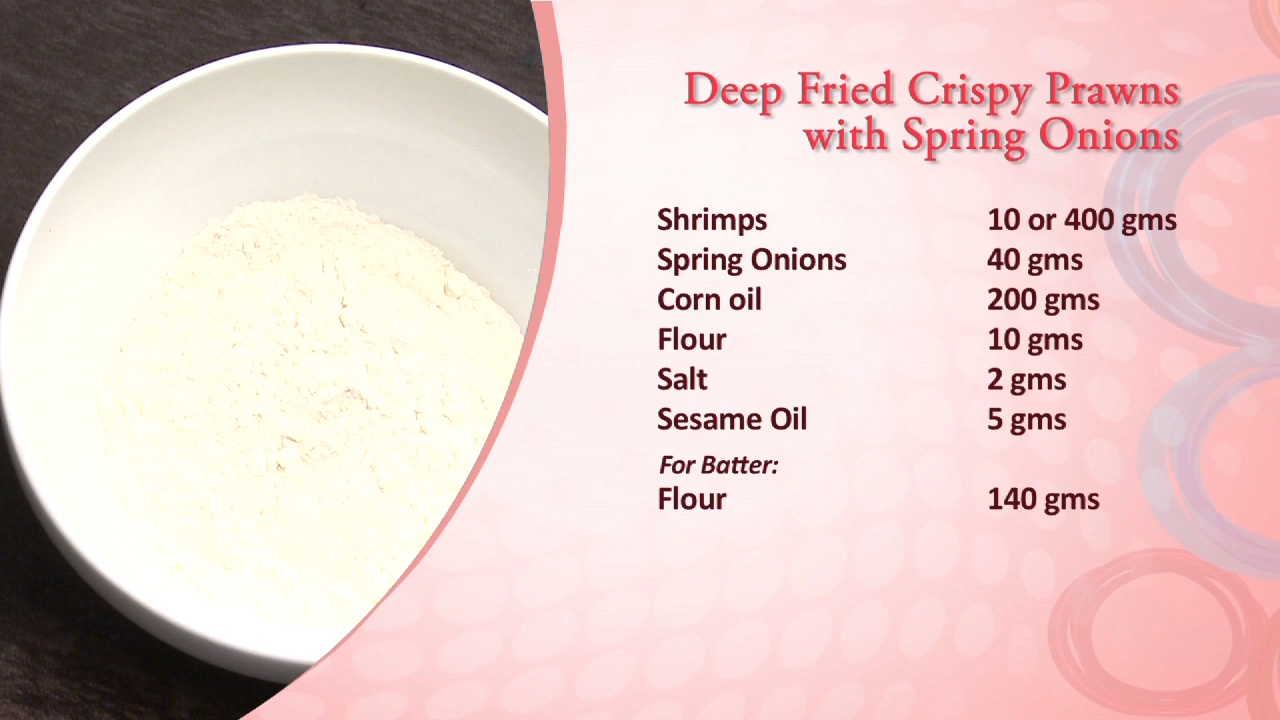 Deep Fried Crispy Prawns
with Spring Onions
Shrimps 10 or 400 gms
Spring Onions 40 gms
Corn oil 200 gms
Flour 10 gms
Salt 2 gms
Sesame Oil 5 gms
For Batter:
Flour 140 gms